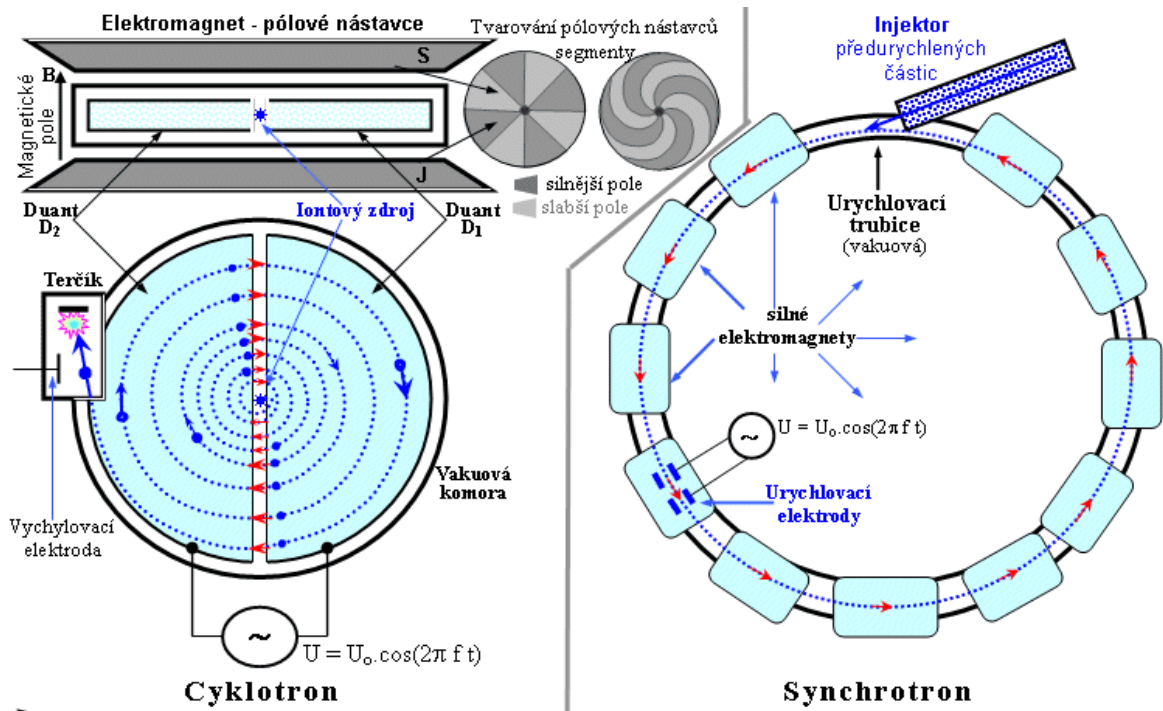 Elektromagnet - pólové nástavce
S
B
Magnetické
pole
J
Tvarování pólových nástavců
segmenty
silnější pole
slabší pole
Duant
D₂
Iontový zdroj
Duant
D₁
Terčík
Vakuová
komora
Vychylovací
elektroda
~
U = Uₒ.cos(2π f t)
Cyklotron
Injektor
předurychlených
částic
Urychlovací
trubice
(vakuová)
silné
elektromagnety
~
U = Uₒ.cos(2π f t)
Urychlovací
elektrody
Synchrotron